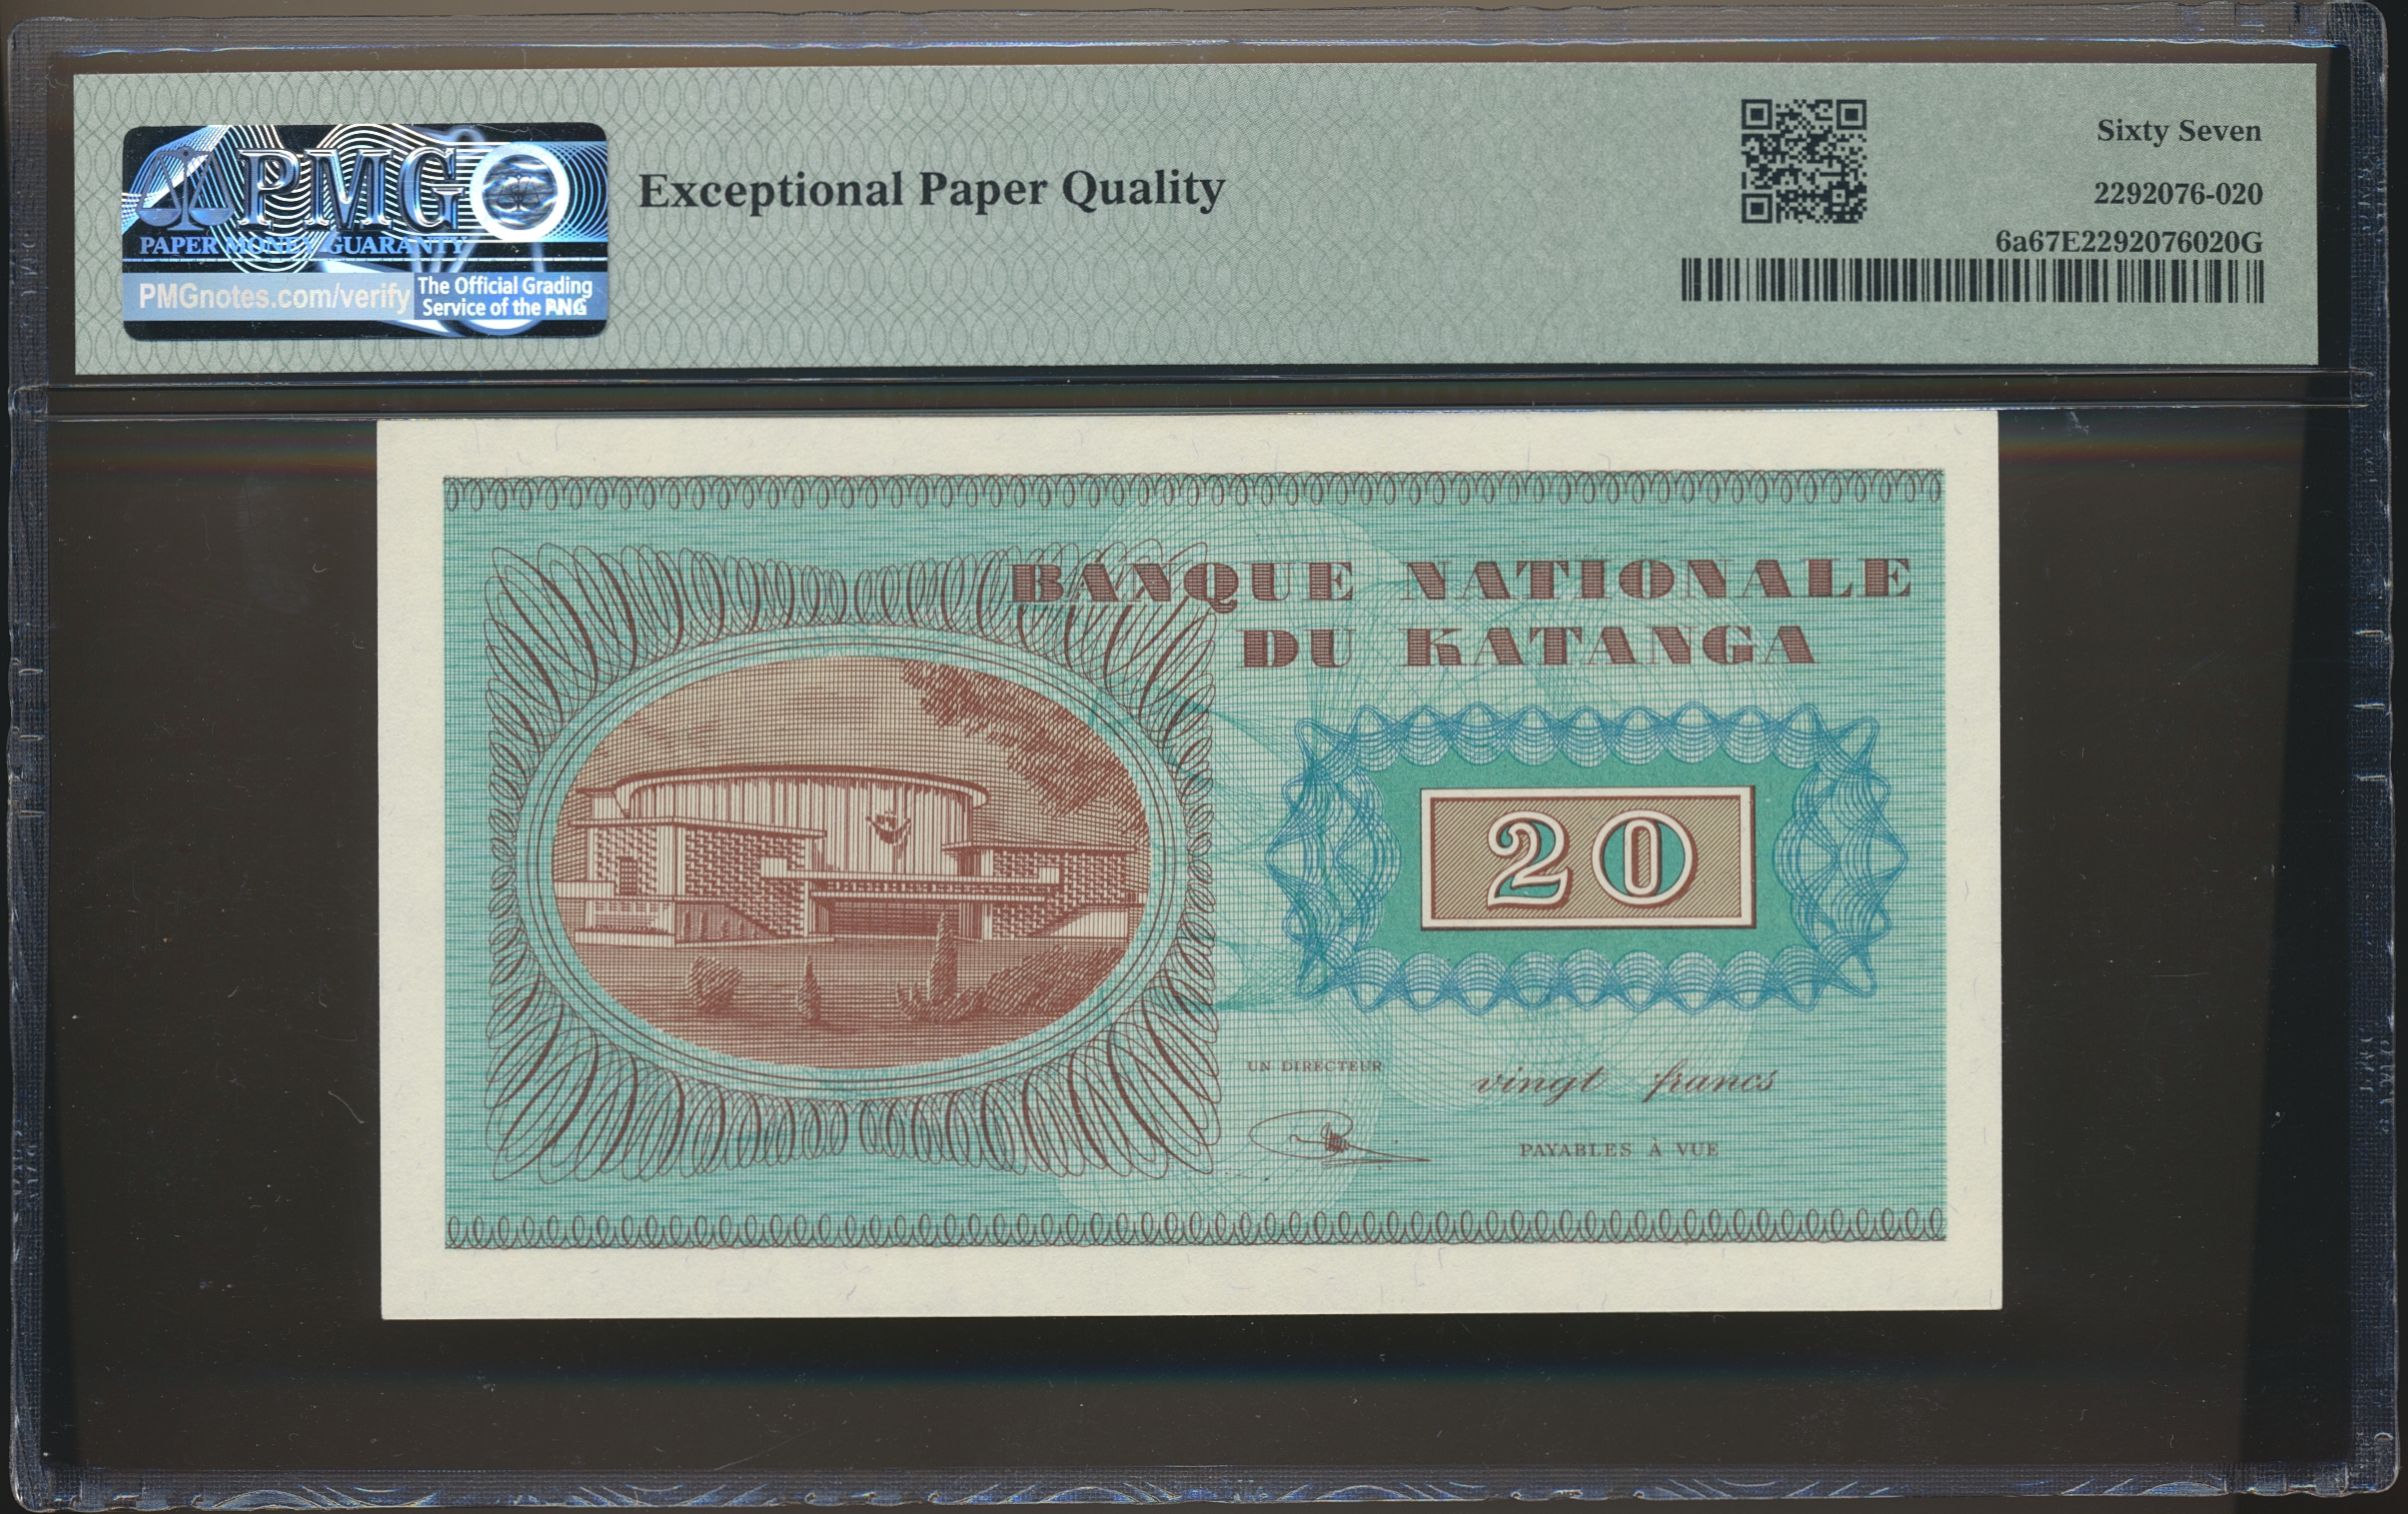 PMG
PAPER MONEY GUARANTY
PMGnotes.com/verify
The Official Grading
Service of the
Exceptional Paper Quality
Sixty Seven
2292076-020
6a67E2292076020G
BANQUE NATIONALE
DU KATANGA
20
UN DIRECTEUR
vingt francs
PAYABLES À VUE